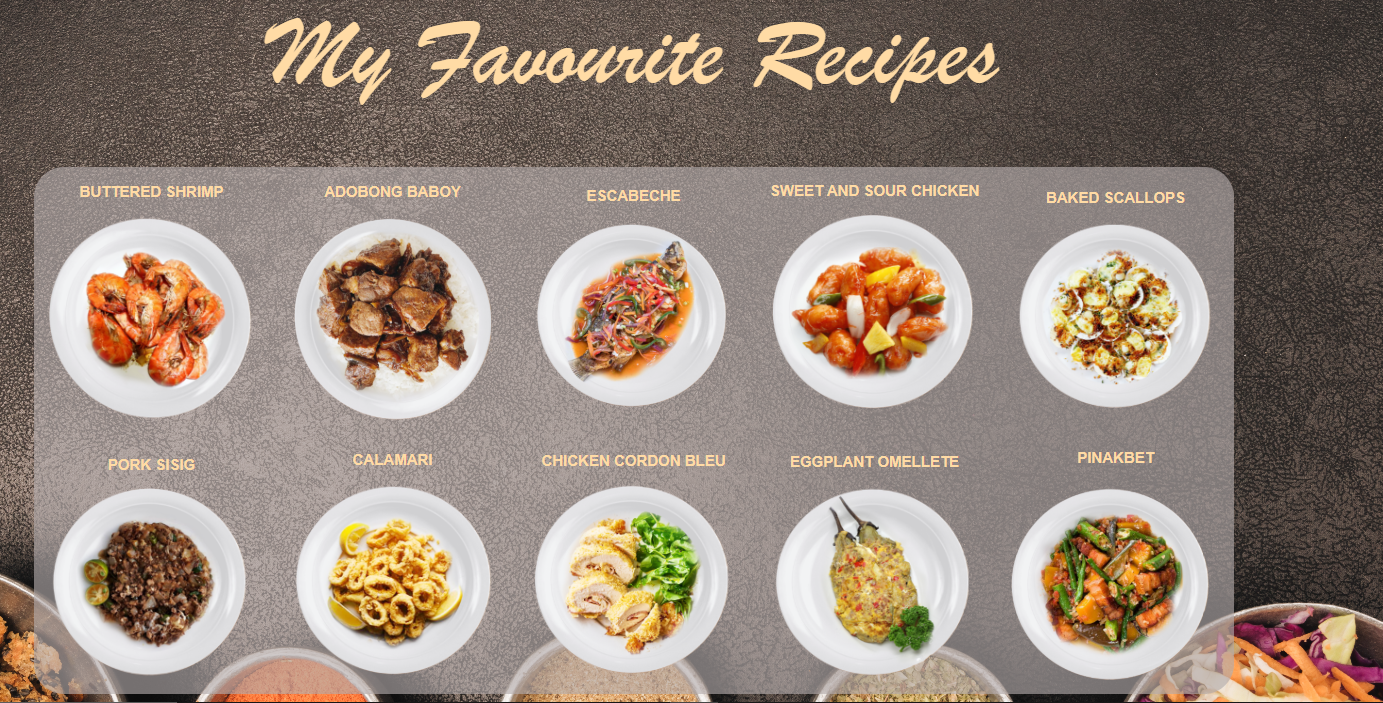 My Favourite Recipes
BUTTERED SHRIMP
ADOBONG BABOY
ESCABECHE
SWEET AND SOUR CHICKEN
BAKED SCALLOPS
PORK SISIG
CALAMARI
CHICKEN CORDON BLEU
EGGPLANT OMELLETE
PINAKBET